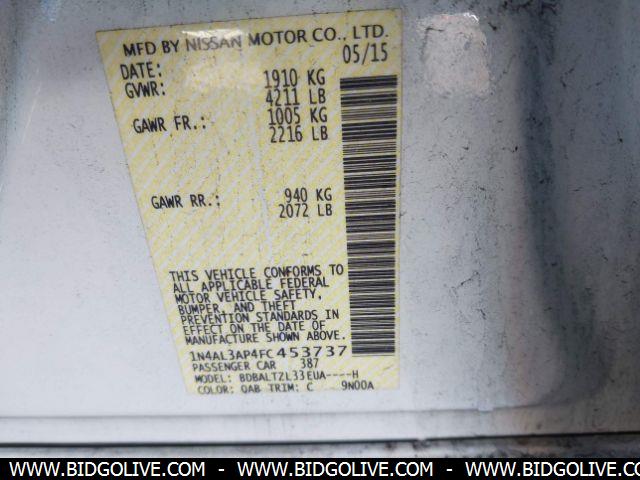 MFD BY NISSAN MOTOR CO., LTD.
DATE: 05/15
GVWR: 1910 KG
4211 LB
GAWR FR.: 1005 KG
2216 LB
GAWR RR.: 940 KG
2072 LB
THIS VEHICLE CONFORMS TO
ALL APPLICABLE FEDERAL
MOTOR VEHICLE SAFETY,
BUMPER, AND THEFT
PREVENTION STANDARDS IN
EFFECT ON THE DATE OF
MANUFACTURE SHOWN ABOVE.
1N4AL3AP4FC453737
PASSENGER CAR 387
MODEL: BDBALTZL33EUA----H
COLOR: QAB TRIM: C 9N00A
WWW.BIDGOLIVE.COM - WWW.BIDGOLIVE.COM - WWW.BIDGOLIVE.COM